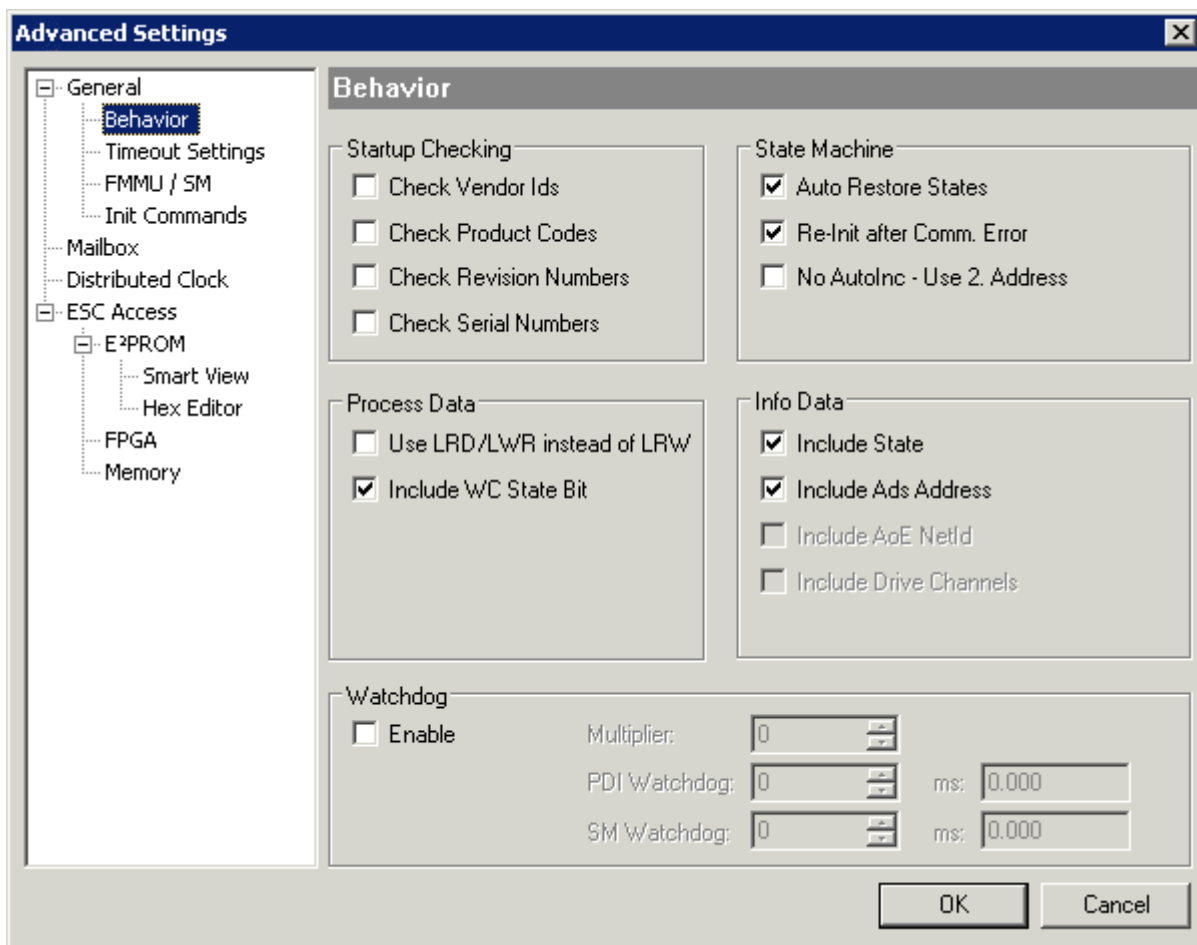 Advanced Settings
General
Behavior
Timeout Settings
FMMU / SM
Init Commands
Mailbox
Distributed Clock
ESC Access
E²PROM
Smart View
Hex Editor
FPGA
Memory
Behavior
Startup Checking
Check Vendor Ids
Check Product Codes
Check Revision Numbers
Check Serial Numbers
State Machine
Auto Restore States
Re-Init after Comm. Error
No AutoInc - Use 2. Address
Process Data
Use LRD/LWR instead of LRW
Include WC State Bit
Info Data
Include State
Include Ads Address
Include AoE NetId
Include Drive Channels
Watchdog
Enable
Multiplier: 0
PDI Watchdog: 0 ms: 0.000
SM Watchdog: 0 ms: 0.000
OK Cancel